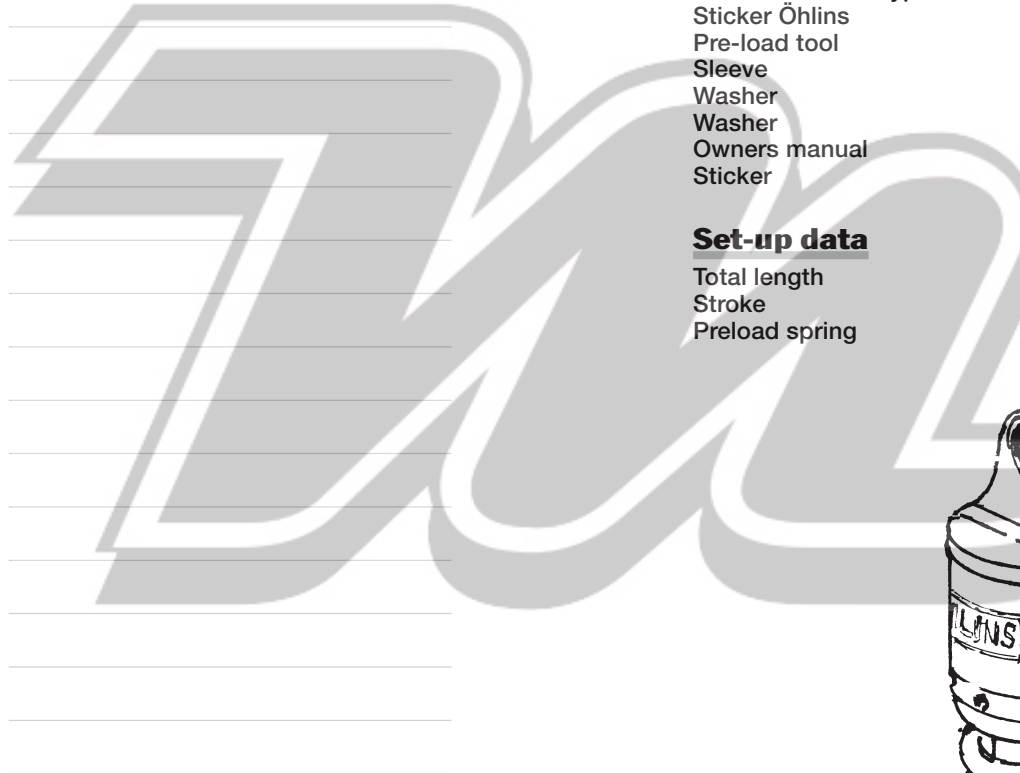 Sticker Öhlins
Pre-load tool
Sleeve
Washer
Washer
Owners manual
Sticker
Set-up data
Total length
Stroke
Preload spring
LINS